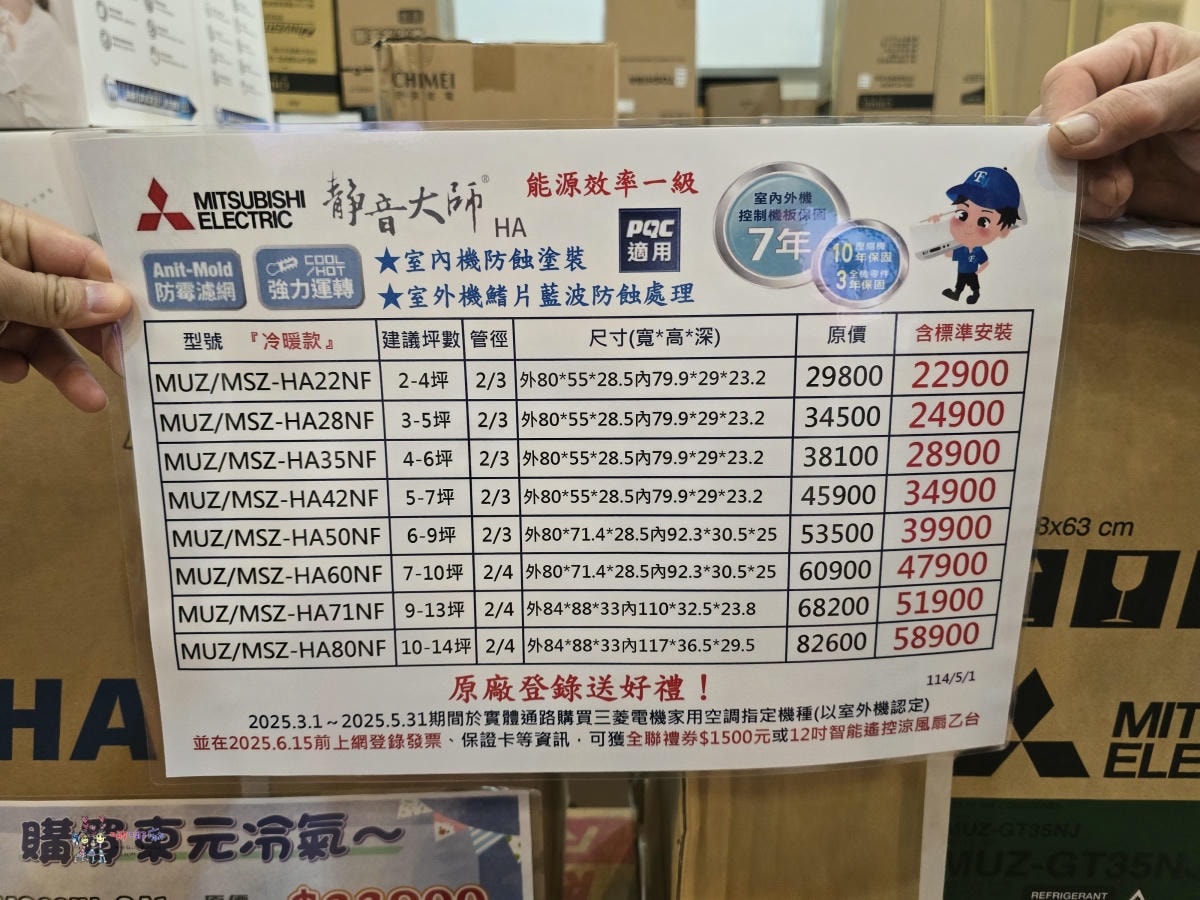 CHIMEI
MITSUBISHI ELECTRIC
靜音大師® HA
能源效率一級
PQC 適用
室內外機
控制機板保固
7年
10年 壓縮機保固
3年 全機零件保固
Anit-Mold
防霉濾網
COOL/HOT
強力運轉
★室內機防蝕塗裝
★室外機鰭片藍波防蝕處理
型號 『冷暖款』 建議坪數 管徑 尺寸(寬*高*深) 原價 含標準安裝
MUZ/MSZ-HA22NF 2-4坪 2/3 外80*55*28.5內79.9*29*23.2 29800 22900
MUZ/MSZ-HA28NF 3-5坪 2/3 外80*55*28.5內79.9*29*23.2 34500 24900
MUZ/MSZ-HA35NF 4-6坪 2/3 外80*55*28.5內79.9*29*23.2 38100 28900
MUZ/MSZ-HA42NF 5-7坪 2/3 外80*55*28.5內79.9*29*23.2 45900 34900
MUZ/MSZ-HA50NF 6-9坪 2/3 外80*71.4*28.5內92.3*30.5*25 53500 39900
MUZ/MSZ-HA60NF 7-10坪 2/4 外80*71.4*28.5內92.3*30.5*25 60900 47900
MUZ/MSZ-HA71NF 9-13坪 2/4 外84*88*33內110*32.5*23.8 68200 51900
MUZ/MSZ-HA80NF 10-14坪 2/4 外84*88*33內117*36.5*29.5 82600 58900
原廠登錄送好禮！
114/5/1
2025.3.1～2025.5.31期間於實體通路購買三菱電機家用空調指定機種(以室外機認定)
並在2025.6.15前上網登錄發票、保證卡等資訊，可獲全聯禮券$1500元或12吋智能遙控涼風扇乙台
x63 cm
HA
MIT
ELE
MUZ-GT35NJ
MUZ-GT35NJ
REFRIGERANT
購買東元冷氣～